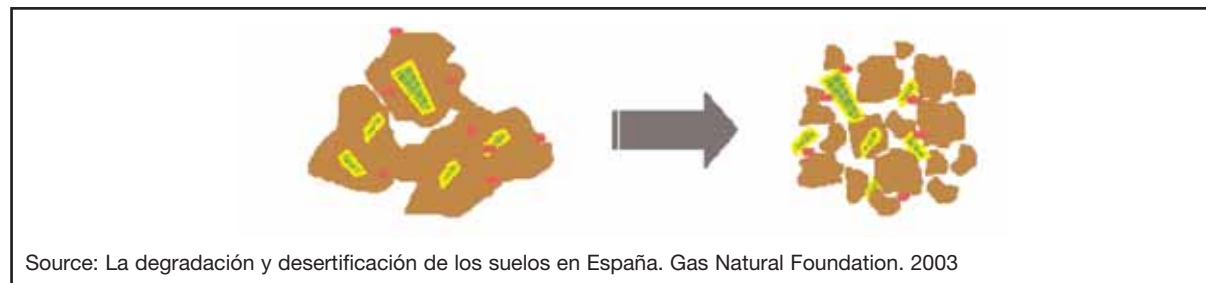 Source: La degradación y desertificación de los suelos en España. Gas Natural Foundation. 2003